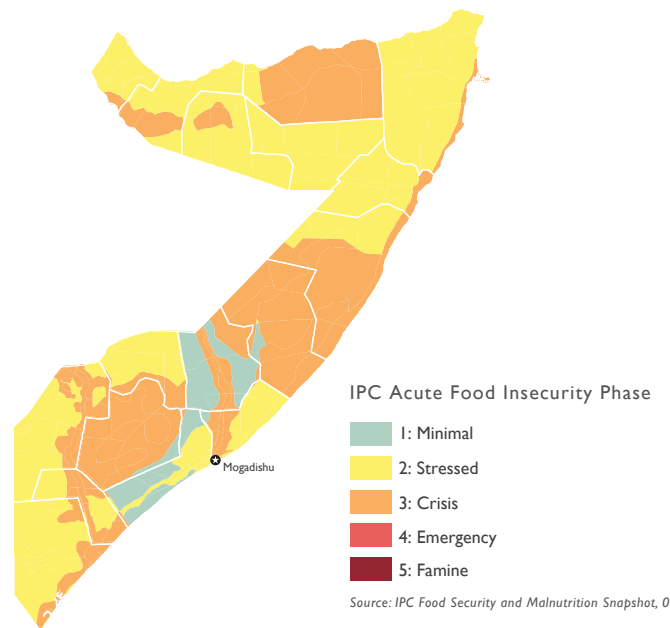 IPC Acute Food Insecurity Phase
1: Minimal
2: Stressed
3: Crisis
Mogadishu
4: Emergency
5: Famine
Source: IPC Food Security and Malnutrition Snapshot, 0